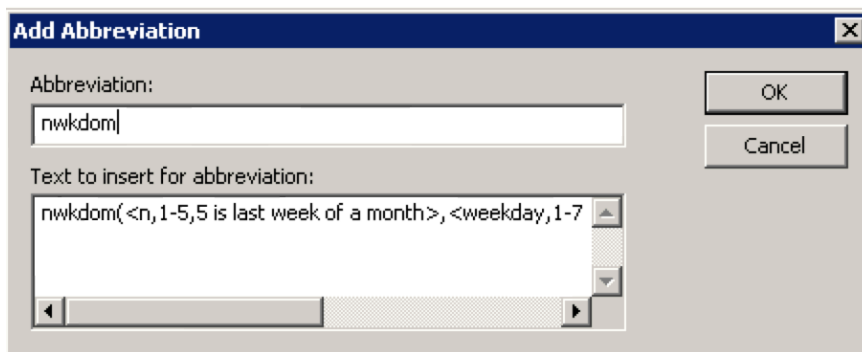 Add Abbreviation
Abbreviation:
OK
nwkdom
Cancel
Text to insert for abbreviation:
nwkdom(<n,1-5,5 is last week of a month>,<weekday,1-7